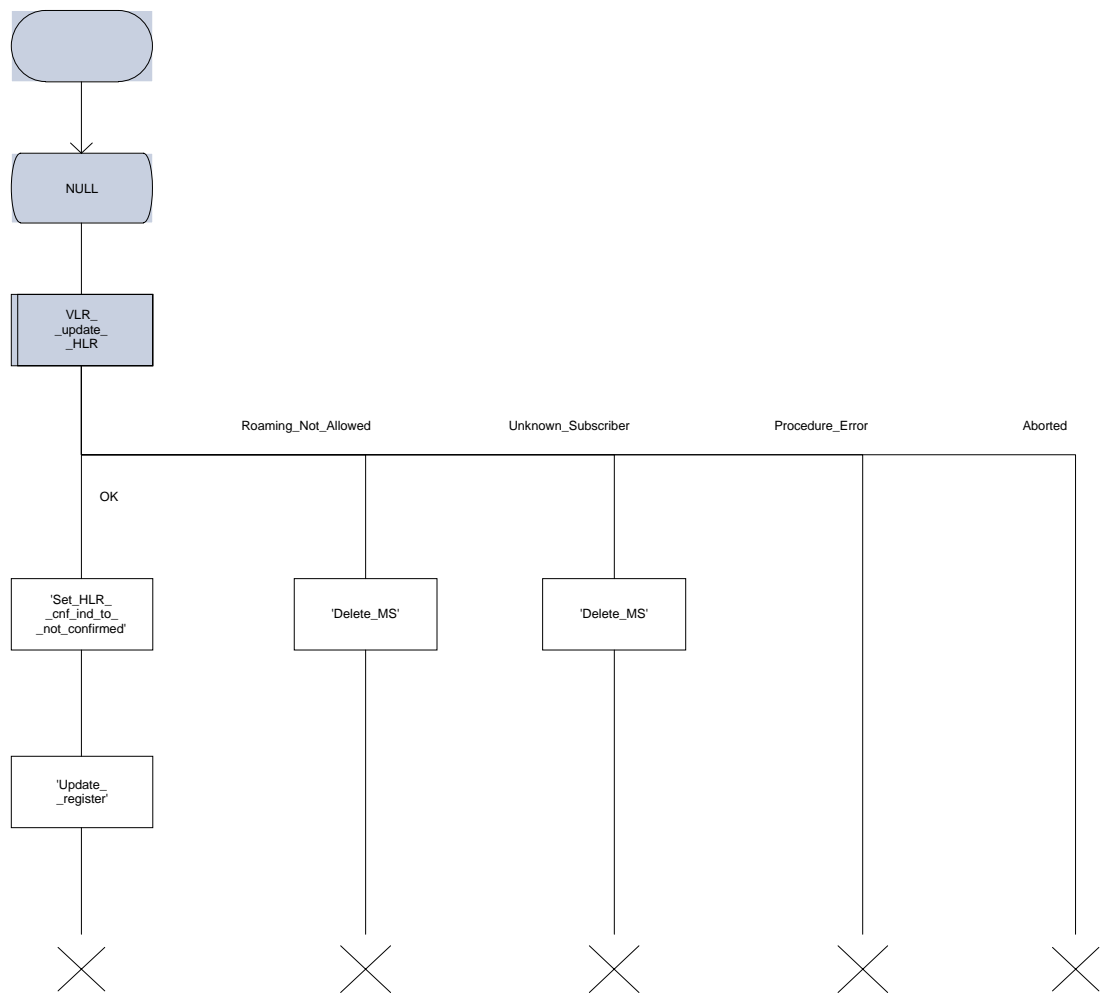 NULL
VLR_
_update_
_HLR
Roaming_Not_Allowed
Unknown_Subscriber
Procedure_Error
Aborted
OK
'Set_HLR_
_cnf_ind_to_
_not_confirmed'
'Delete_MS'
'Delete_MS'
'Update_
_register'